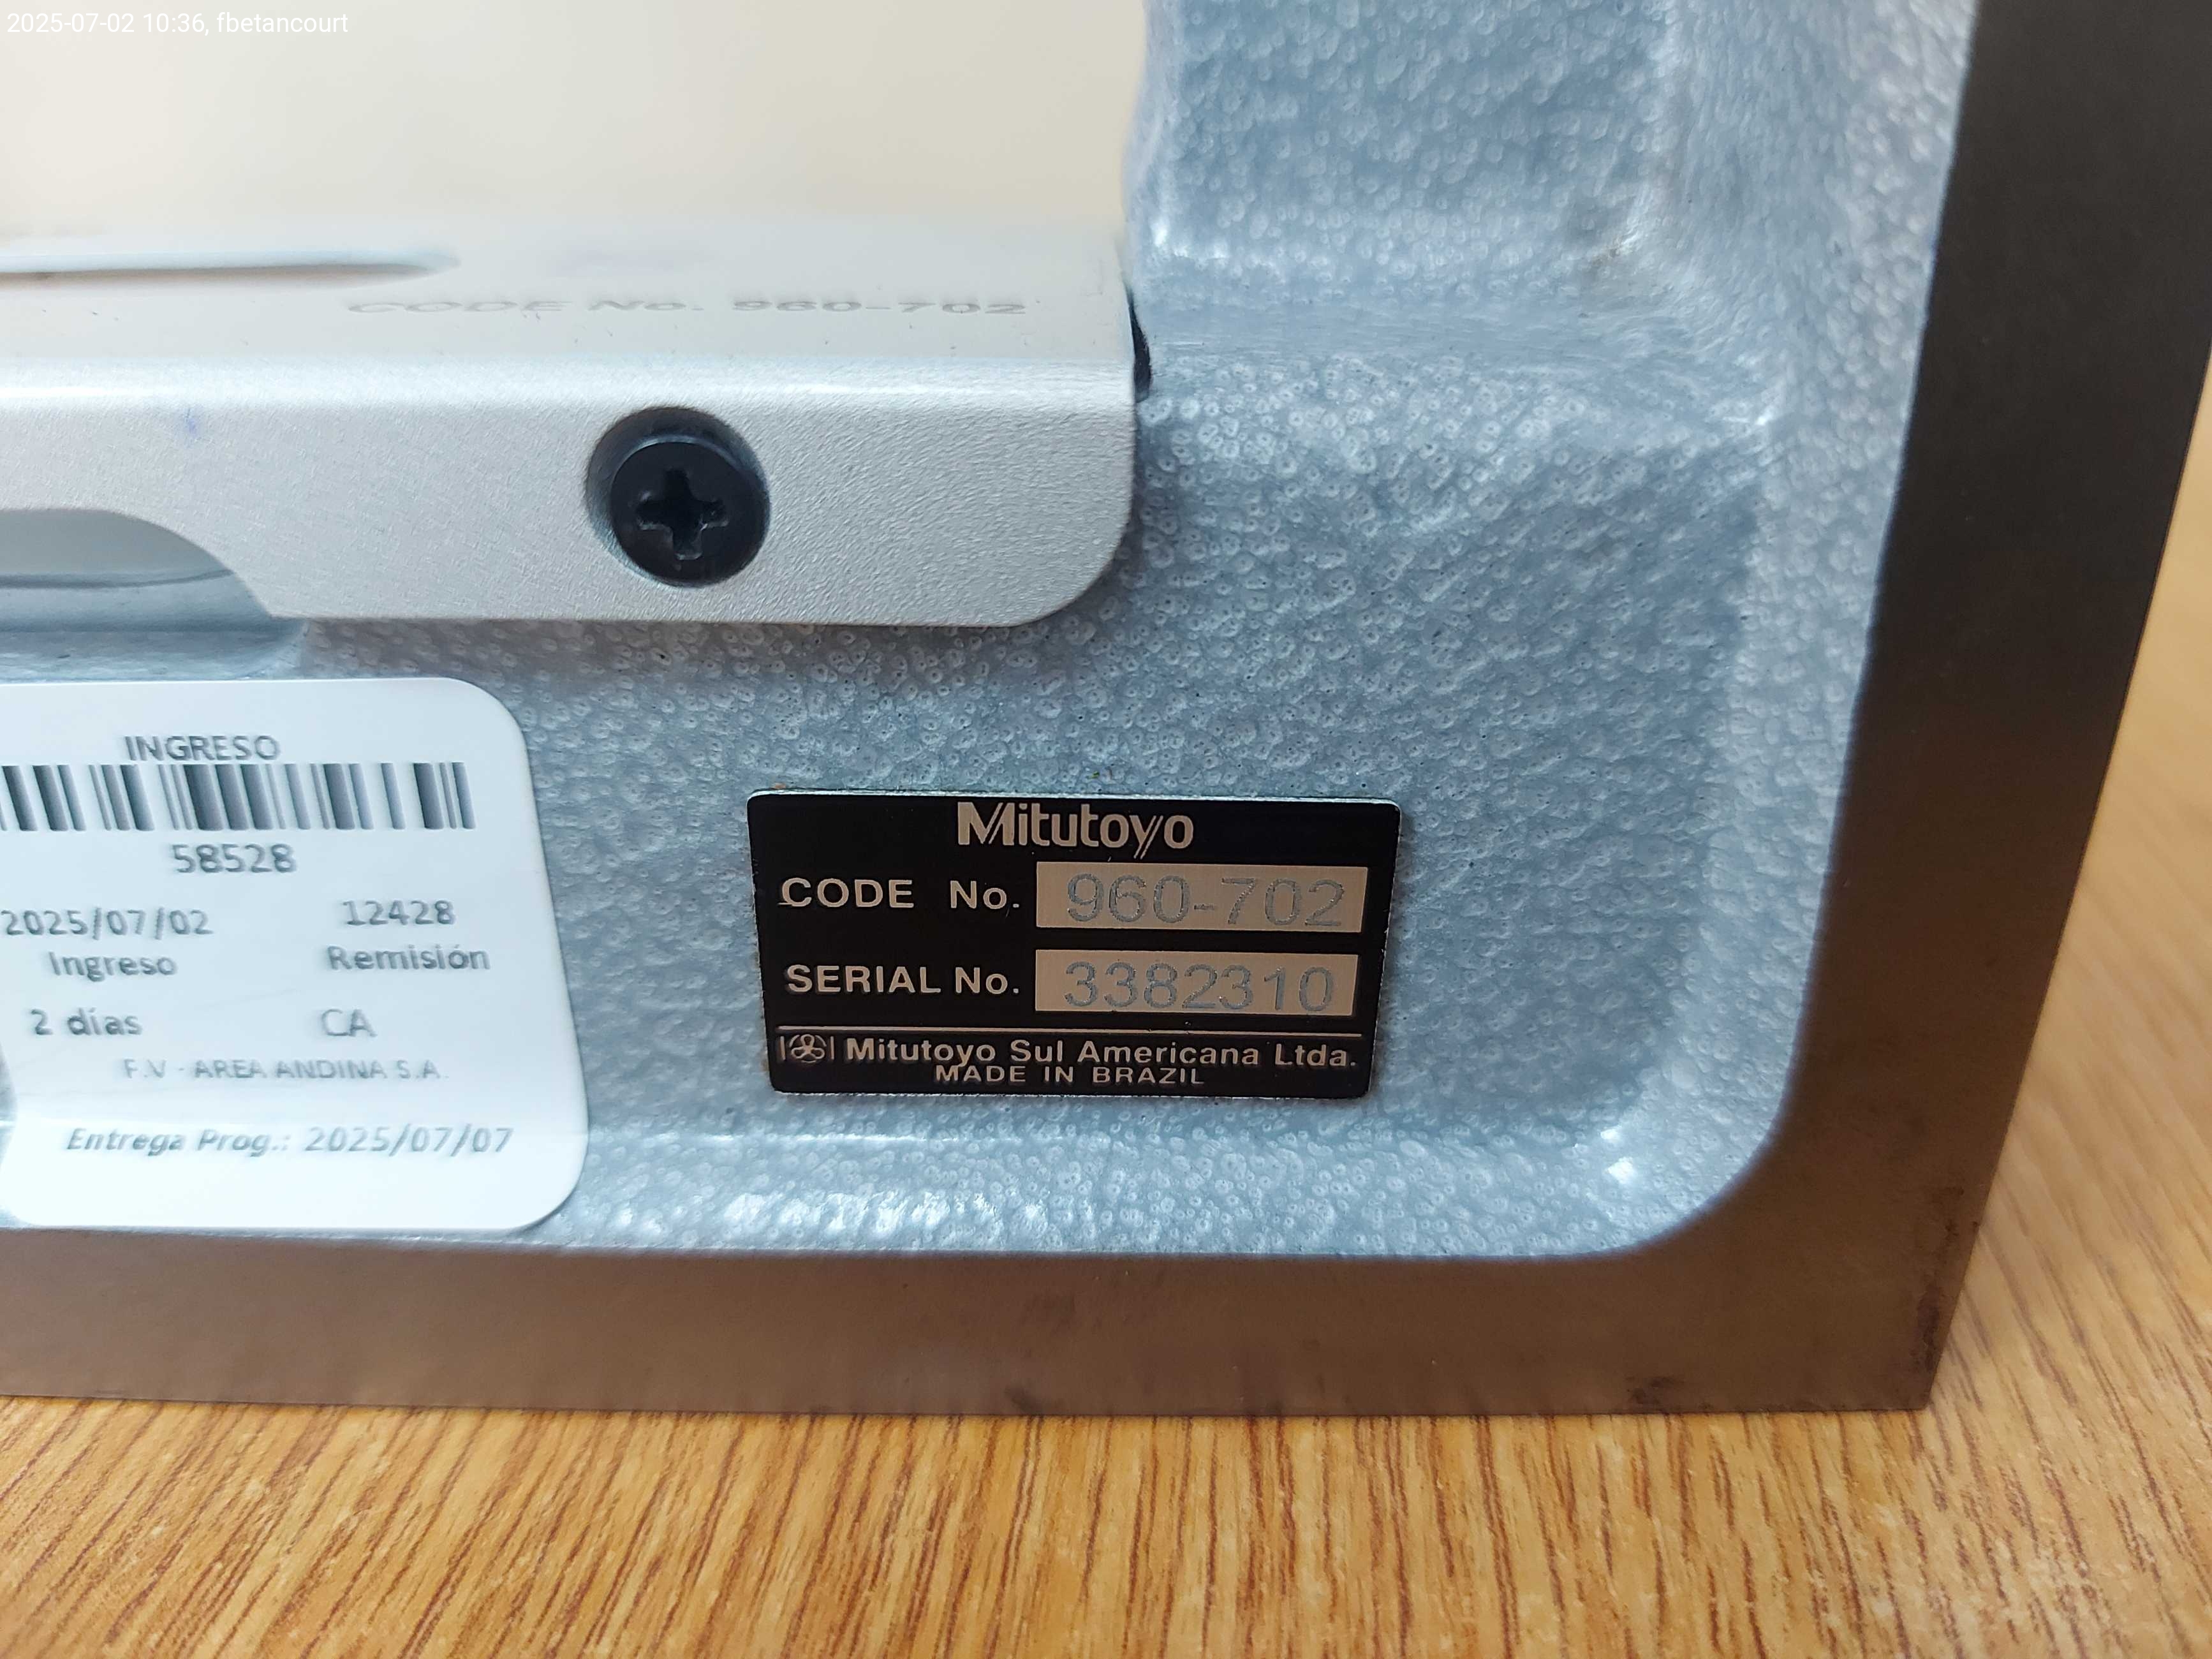 2025-07-02 10:36, fbetancourt
CODE No. 960-702
INGRESO
58528
2025/07/02 12428
Ingreso Remisión
2 días CA
F.V - AREA ANDINA S.A.
Entrega Prog.: 2025/07/07
Mitutoyo
CODE No. 960-702
SERIAL No. 3382310
Mitutoyo Sul Americana Ltda.
MADE IN BRAZIL